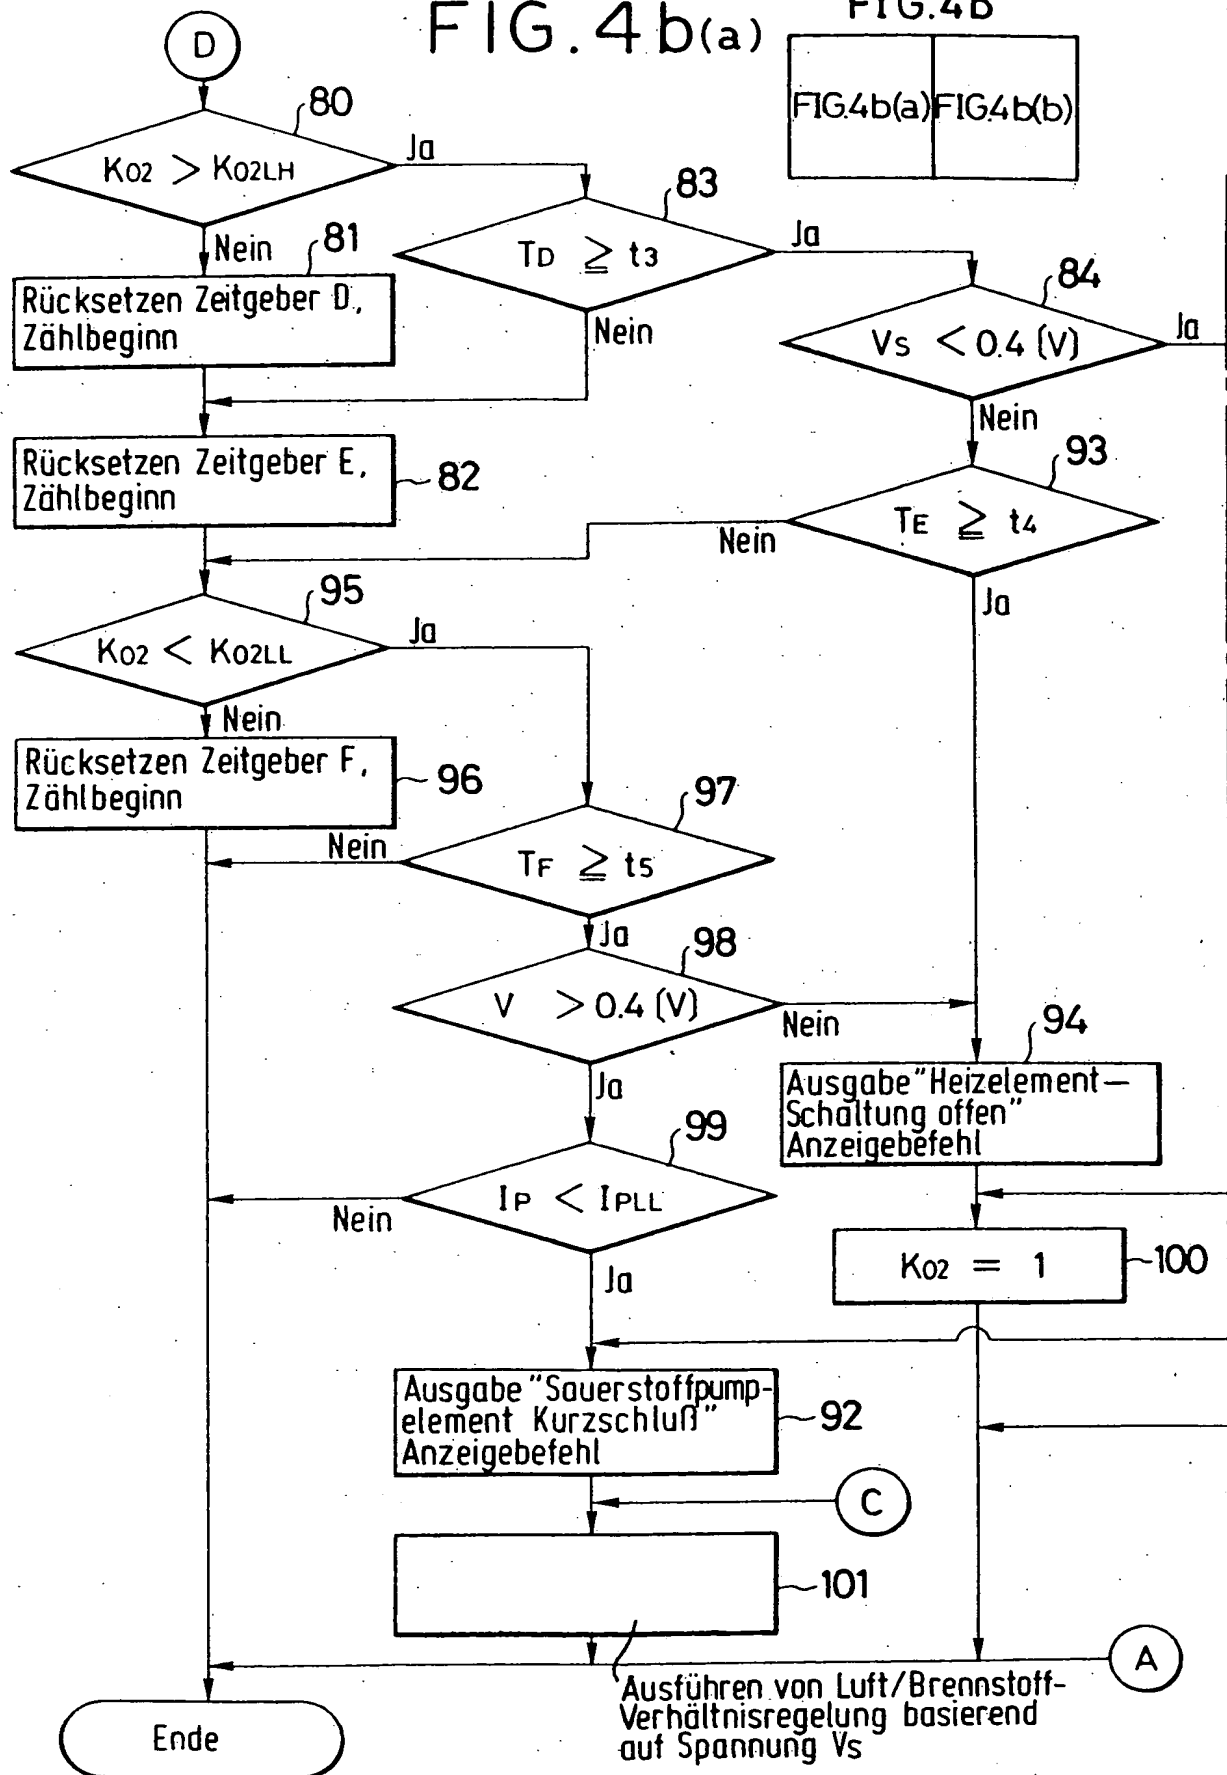 FIG. 4b(a)
FIG. 4b
FIG.4b(a)
FIG.4b(b)
D
80
KO2 > KO2LH
Ja
Nein
81
Rücksetzen Zeitgeber D,
Zählbeginn
83
TD ≧ t3
Ja
Nein
84
Vs < 0.4 (V)
Ja
Nein
Rücksetzen Zeitgeber E,
Zählbeginn
82
93
TE ≧ t4
Nein
Ja
95
KO2 < KO2LL
Ja
Nein
Rücksetzen Zeitgeber F,
Zählbeginn
96
97
TF ≧ t5
Nein
Ja
98
V > 0.4 (V)
Nein
Ja
94
Ausgabe "Heizelement—
Schaltung offen"
Anzeigebefehl
99
IP < IPLL
Nein
Ja
KO2 = 1
100
Ausgabe "Sauerstoffpump-
element Kurzschluß"
Anzeigebefehl
92
C
101
A
Ausführen von Luft/Brennstoff-
Verhältnisregelung basierend
auf Spannung Vs
Ende